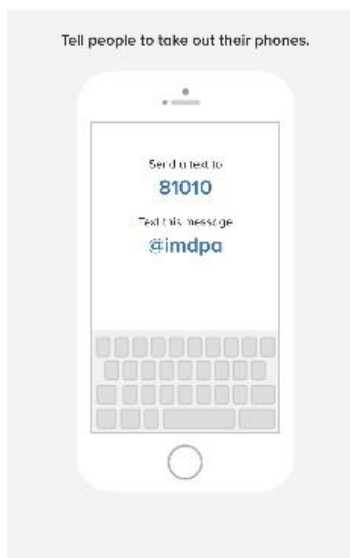 Tell people to take out their phones.
Send a text to
81010
Text this message
@imdpa